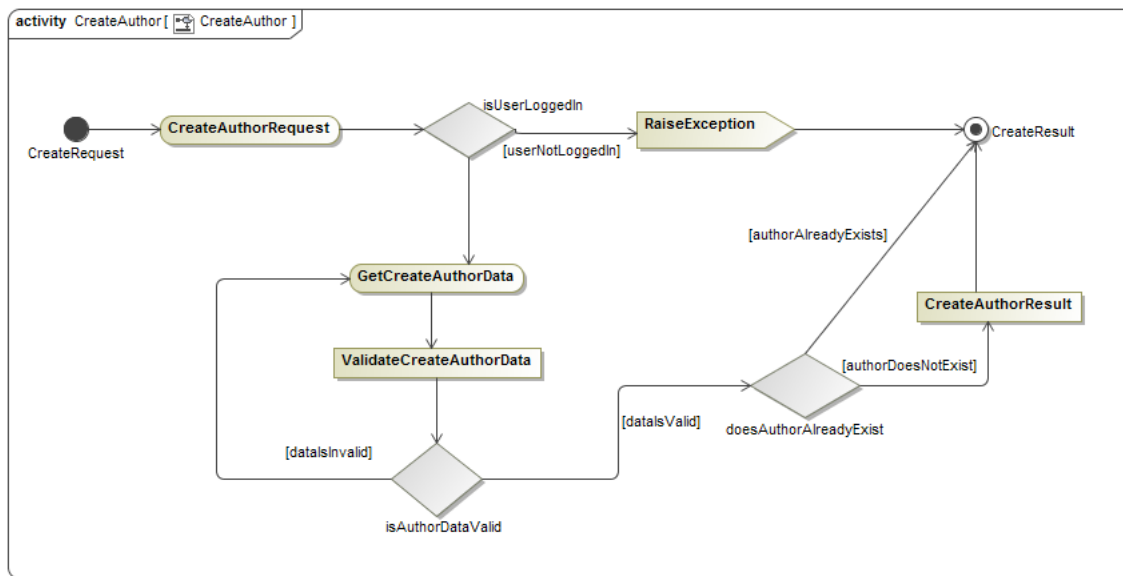 activity CreateAuthor [ CreateAuthor ]
isUserLoggedIn
CreateAuthorRequest
RaiseException
CreateRequest
[userNotLoggedIn]
CreateResult
[authorAlreadyExists]
GetCreateAuthorData
CreateAuthorResult
ValidateCreateAuthorData
[authorDoesNotExist]
[dataIsValid]
doesAuthorAlreadyExist
[dataIsInvalid]
isAuthorDataValid